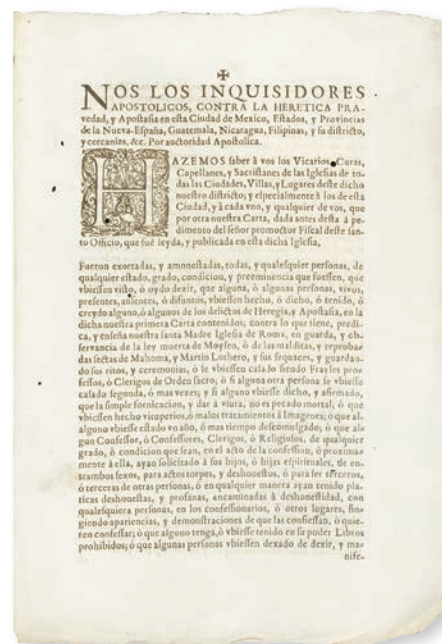 ✠
NOS LOS INQUISIDORES
APOSTOLICOS, CONTRA LA HERETICA PRA-
vedad, y Apostasia en esta Ciudad de Mexico, Estados, y Provincias
de la Nueva-España, Guatemala, Nicaragua, Filipinas, y su districto,
y cercanias, &c. Por auctoridad Apostolica.
HAZEMOS saber à vos los Vicarios, Curas,
Capellanes, y Sacristanes de las Iglesias de to-
das las Ciudades, Villas, y Lugares deste dicho
nuestro districto; y especialmente à los de esta
Ciudad, y à cada vno, y qualquier de vos, que
por otra nuestra Carta, dada antes desta à pe-
dimento del señor promoctor Fiscal deste san-
to Officio, que fuè leyda, y publicada en esta dicha Iglesia,
Fueron exortadas, y amonestadas, todas, y qualesquier personas, de
qualquier estado, grado, condicion, y preeminencia que fuessen, que
vbiessen visto, ò oydo dezir, que alguna, ò algunas personas, vivos,
presentes, ausentes, ò difuntos, vbiessen hecho, ò dicho, ò tenido, ò
creydo alguno, ò algunos de los delictos de Heregia, y Apostasia, en la
dicha nuestra primera Carta contenidos; contra lo que tiene, predi-
ca, y enseña nuestra santa Madre Iglesia de Roma, en guarda, y ob-
servancia de la ley muerta de Moysen, ò de las malditas, y reproba-
das sectas de Mahoma, y Martin Luthero, y sus sequaces, y guardan-
do sus ritos, y ceremonias, ò le vbiessen casado siendo Frayles pro-
fessos, ò Clerigos de Orden sacro; ò si alguna otra persona se vbiesse
casado segunda, ò mas vezes; y si alguno vbiesse dicho, y afirmado,
que la simple fornicacion, y dar à vsura, no es pecado mortal, ò que
vbiessen hecho vituperios, ò malos tratamientos à Imagenes; ò que al-
alguno vbiesse estado vn año, ò mas tiempo descomulgado; ò que al-
gun Confessor, ò Confessores, Clerigos, ò Religiosos, de qualquier
grado, ò condicion que sean, en el acto de la confession, ò proxima-
mente à ella, ayan solicitado à sus hijos, ò hijas espirituales, de en-
trambos sexos, para actos torpes, y deshonestos, ò para ser terceros,
ò terceras de otras personas, ò en qualquier manera ayan tenido pla-
ticas deshonestas, y profanas, encaminadas à deshonestidad, con
qualesquiera personas, en los confessionarios, ò otros lugares, fin-
giendo apariencias, y demonstraciones de que las confiessan, ò quie-
ren confessar; ò que alguno tenga, ò vbiesse tenido en su poder Libros
prohibidos; ò que algunas personas vbiessen dexado de dezir, y ma-
nifes-